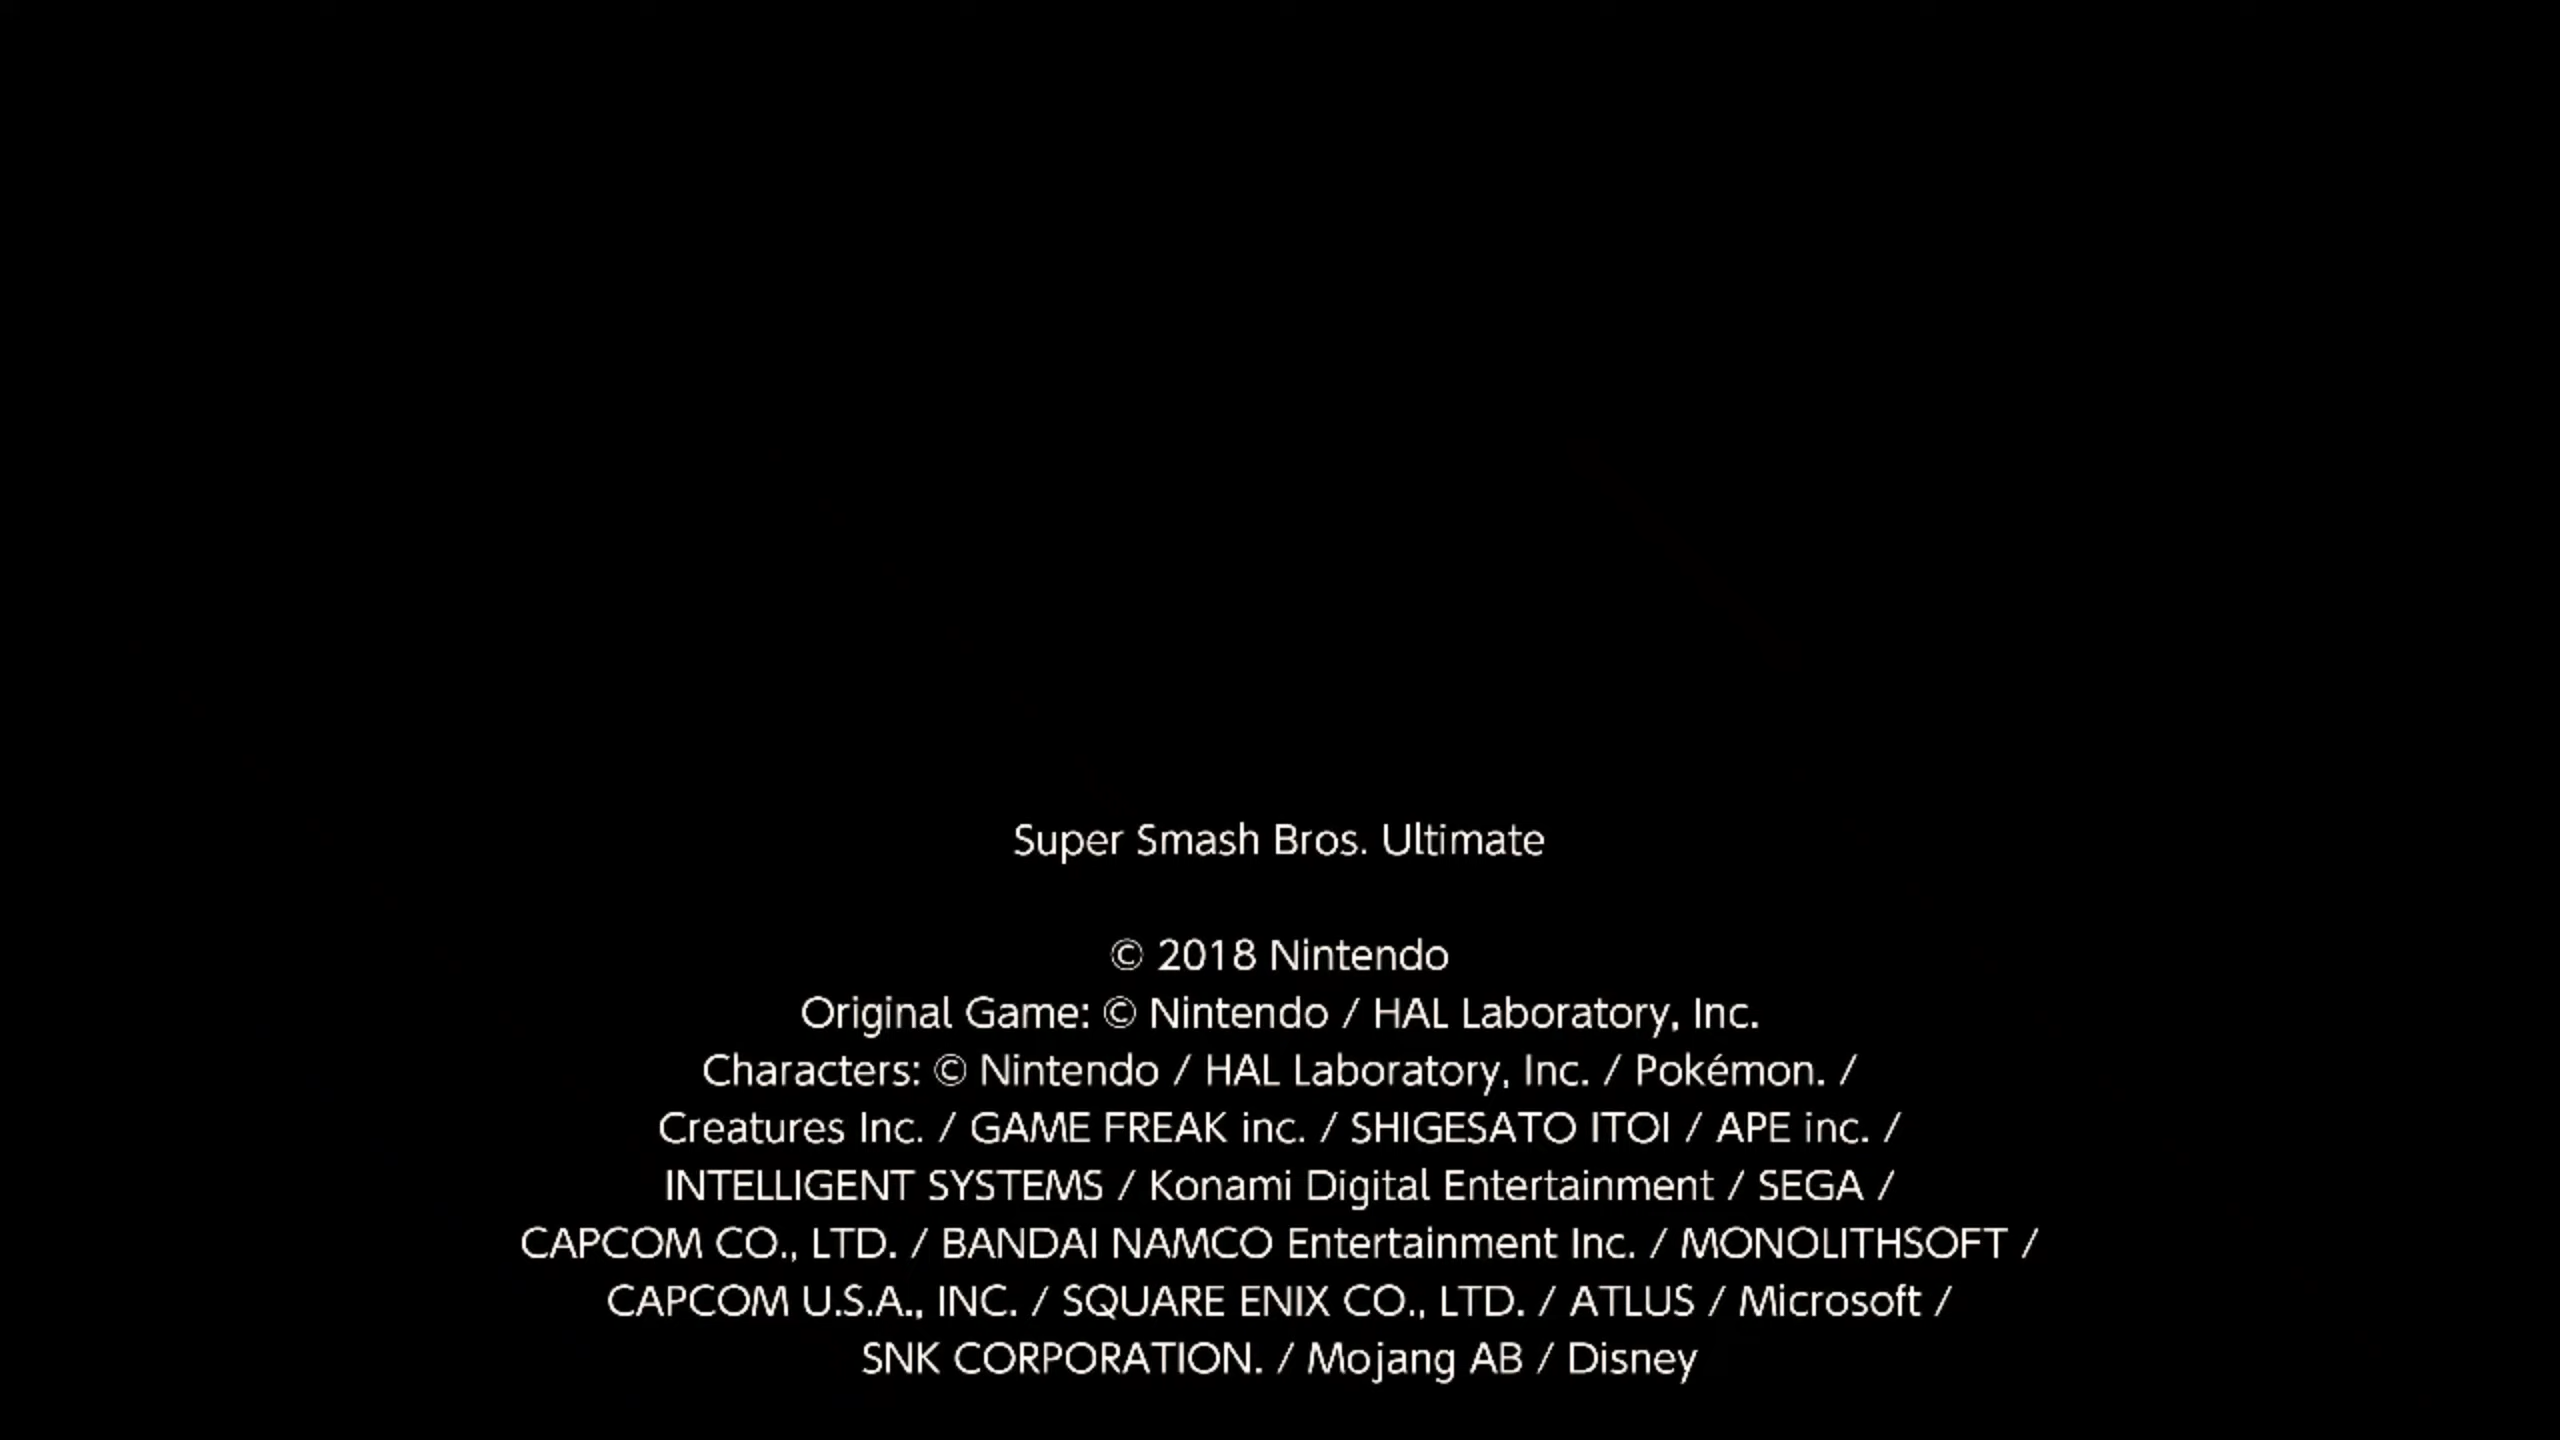 Super Smash Bros. Ultimate
© 2018 Nintendo
Original Game: © Nintendo / HAL Laboratory, Inc.
Characters: © Nintendo / HAL Laboratory, Inc. / Pokémon. /
Creatures Inc. / GAME FREAK inc. / SHIGESATO ITOI / APE inc. /
INTELLIGENT SYSTEMS / Konami Digital Entertainment / SEGA /
CAPCOM CO., LTD. / BANDAI NAMCO Entertainment Inc. / MONOLITHSOFT /
CAPCOM U.S.A., INC. / SQUARE ENIX CO., LTD. / ATLUS / Microsoft /
SNK CORPORATION. / Mojang AB / Disney